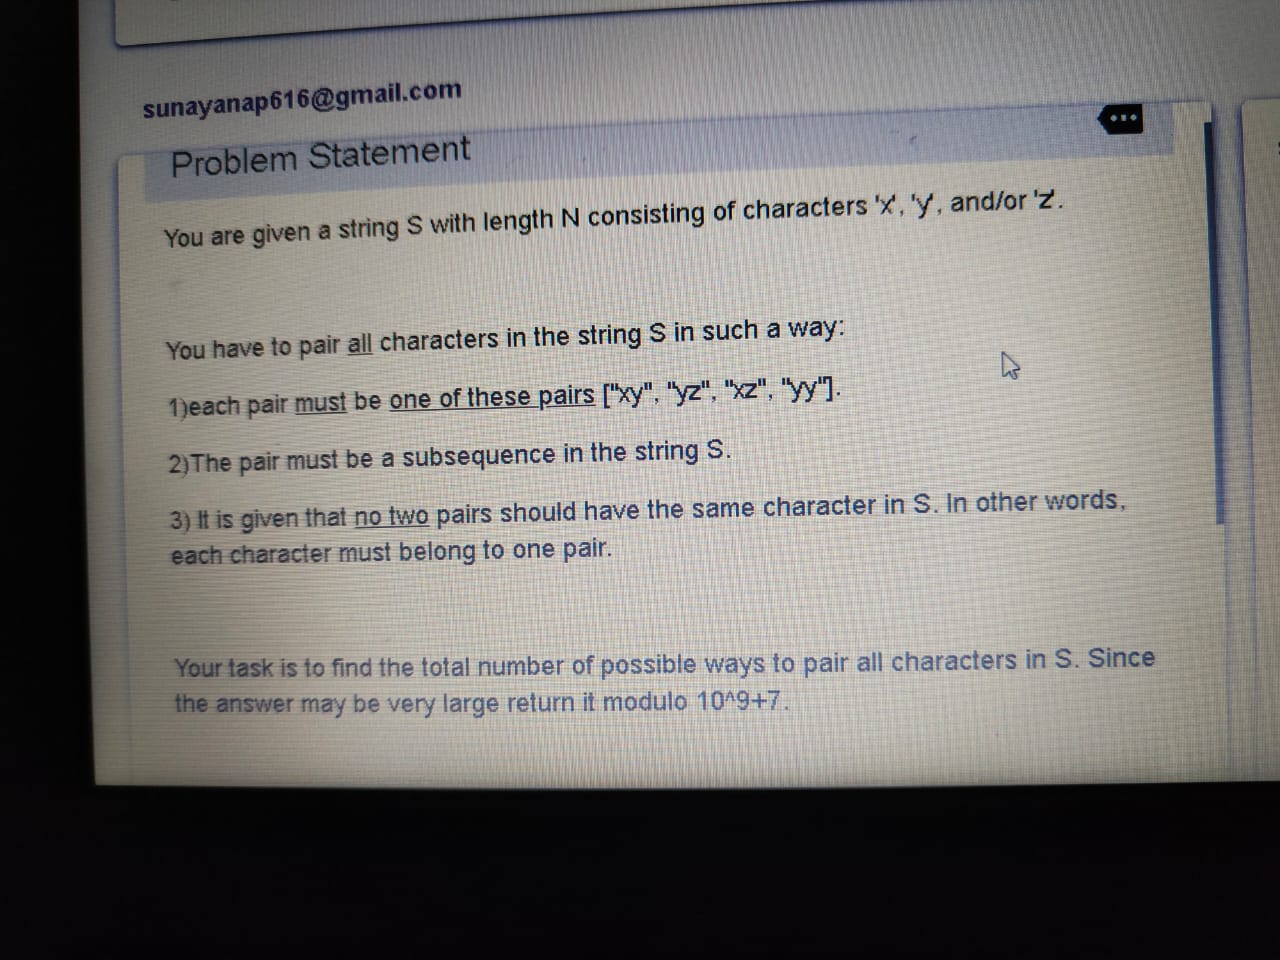 sunayanap616@gmail.com
Problem Statement
You are given a string S with length N consisting of characters 'x', 'y', and/or 'z'.
You have to pair all characters in the string S in such a way:
1)each pair must be one of these pairs ["xy", "yz", "xz", "yy"].
2)The pair must be a subsequence in the string S.
3) It is given that no two pairs should have the same character in S. In other words,
each character must belong to one pair.
Your task is to find the total number of possible ways to pair all characters in S. Since
the answer may be very large return it modulo 10^9+7.